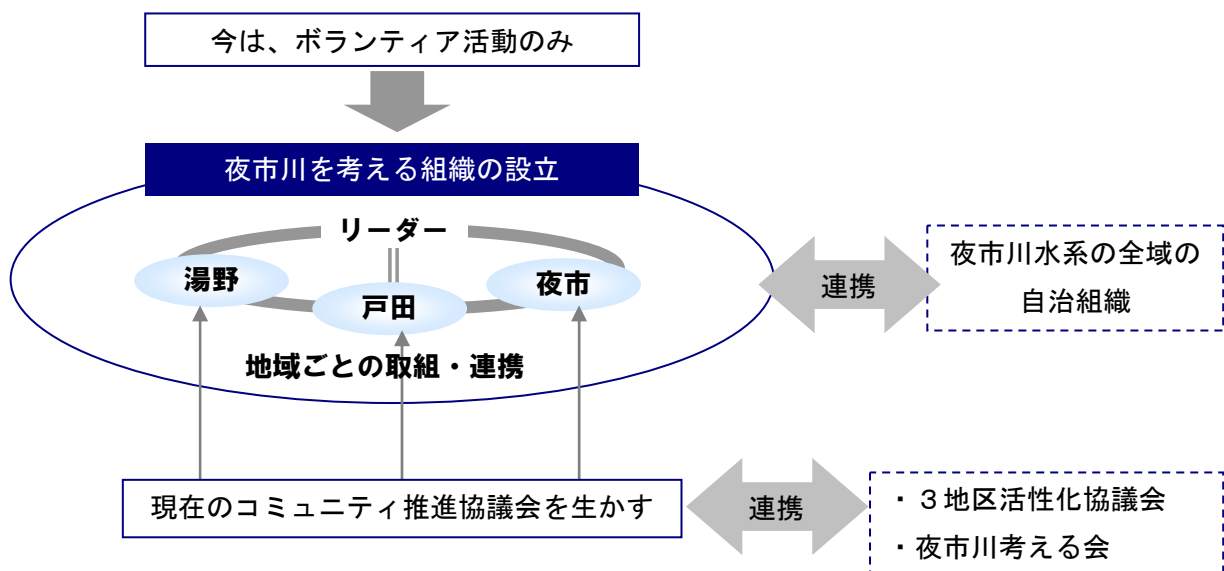 今は、ボランティア活動のみ
夜市川を考える組織の設立
リーダー
湯野
戸田
夜市
地域ごとの取組・連携
連携
夜市川水系の全域の
自治組織
現在のコミュニティ推進協議会を生かす
連携
・３地区活性化協議会
・夜市川考える会